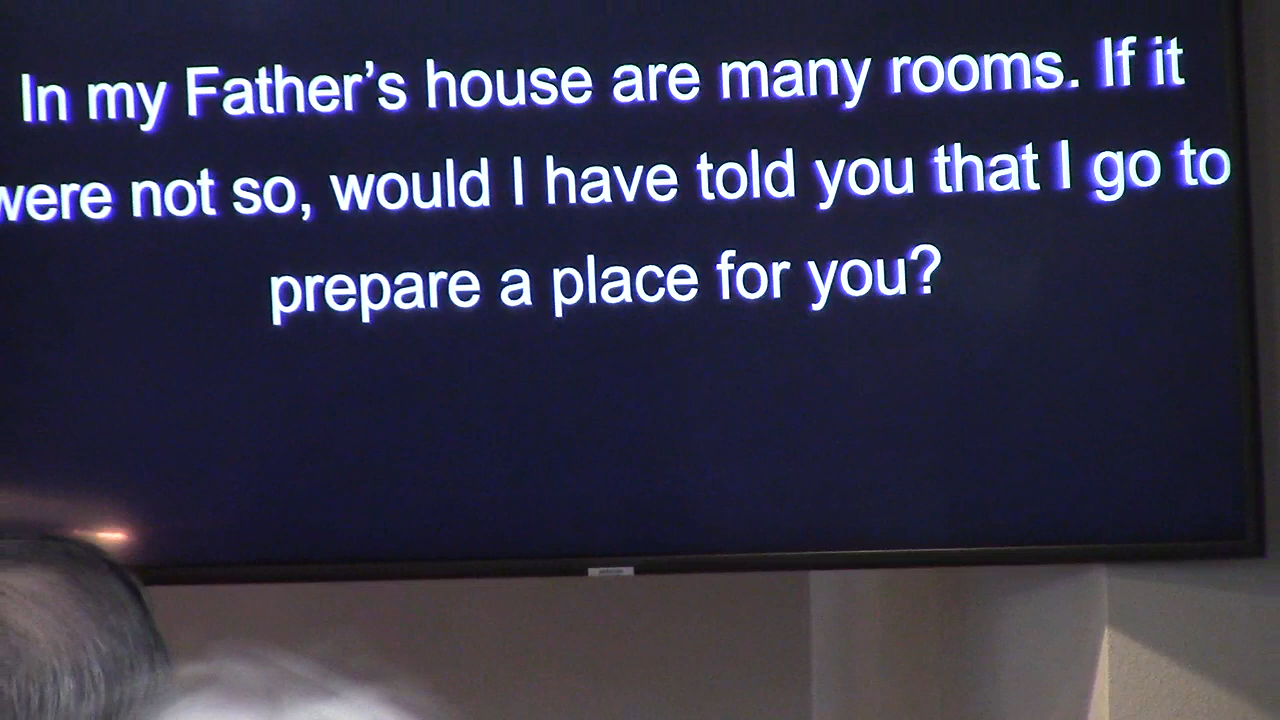 In my Father’s house are many rooms. If it
were not so, would I have told you that I go to
prepare a place for you?